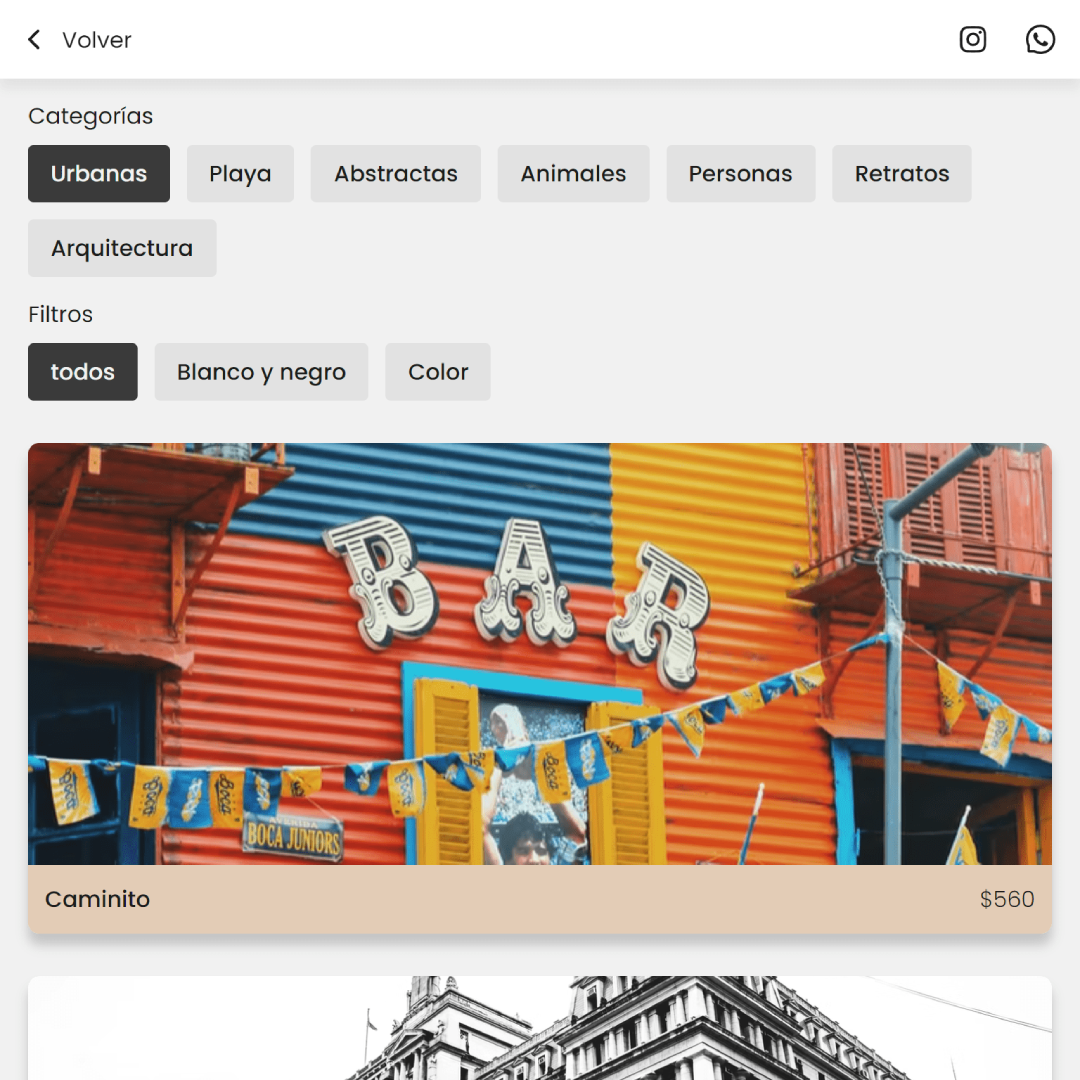 Volver
Categorías
Urbanas Playa Abstractas Animales Personas Retratos
Arquitectura
Filtros
todos Blanco y negro Color
BAR
BOCA JUNIORS
Caminito $560